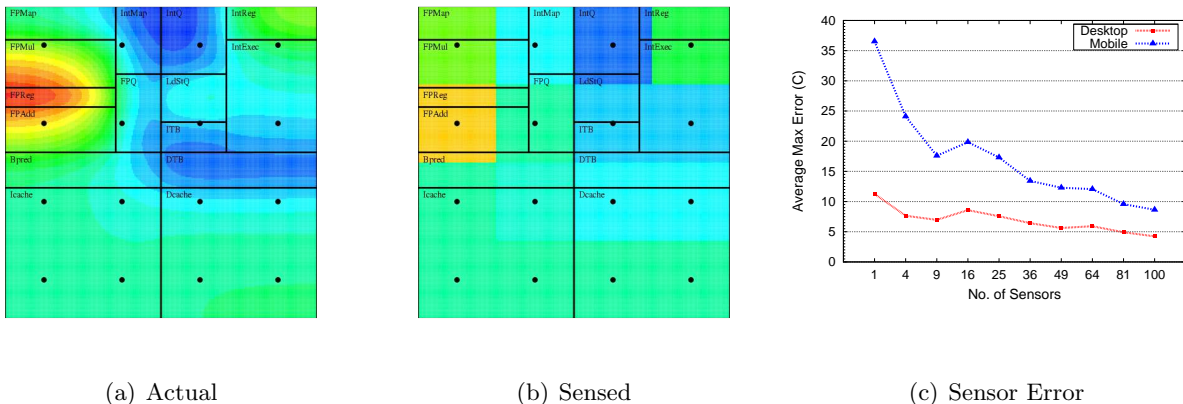 FPMap
IntMap
IntQ
IntReg
FPMul
IntExec
FPQ
LdStQ
FPReg
FPAdd
ITB
Bpred
DTB
Icache
Dcache
FPMap
IntMap
IntQ
IntReg
FPMul
IntExec
FPQ
LdStQ
FPReg
FPAdd
ITB
Bpred
DTB
Icache
Dcache
Average Max Error (C)
40
35
30
25
20
15
10
5
0
Desktop
Mobile
1 4 9 16 25 36 49 64 81 100
No. of Sensors
(a) Actual
(b) Sensed
(c) Sensor Error